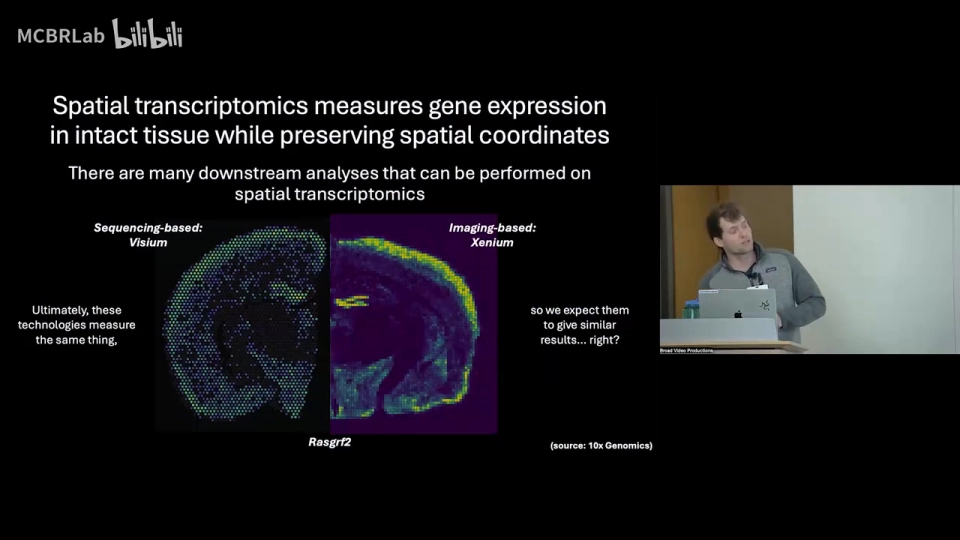 MCBRLab bilibili
Spatial transcriptomics measures gene expression
in intact tissue while preserving spatial coordinates
There are many downstream analyses that can be performed on
spatial transcriptomics
Sequencing-based:
Visium
Imaging-based:
Xenium
Ultimately, these
technologies measure
the same thing,
so we expect them
to give similar
results... right?
Rasgrf2
(source: 10x Genomics)
Broad Video Productions